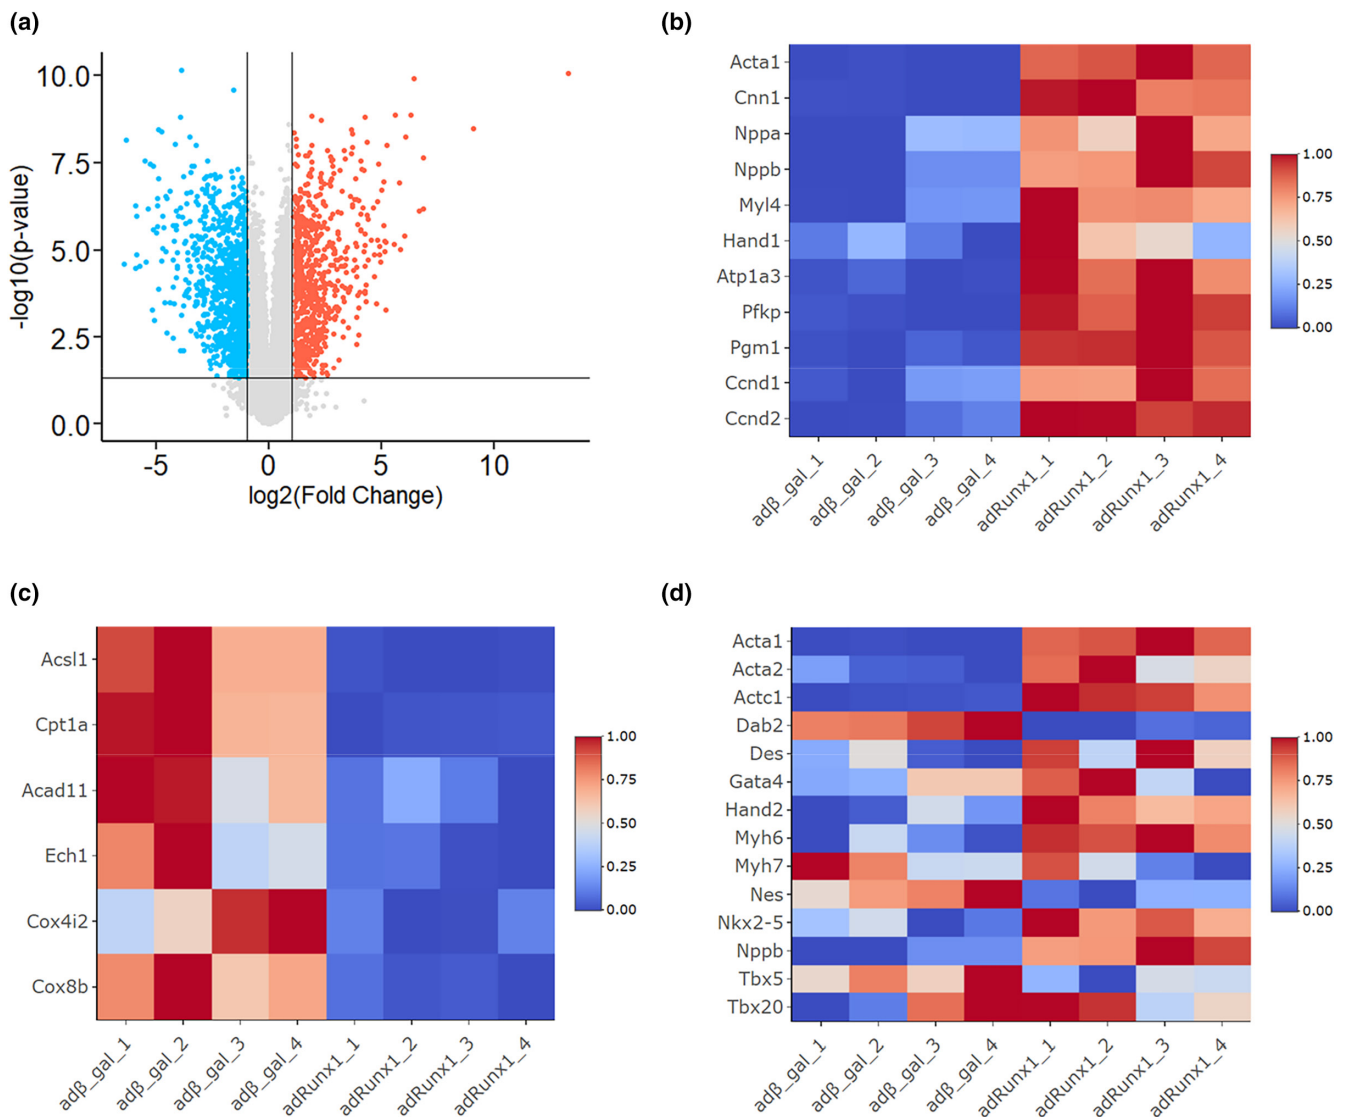 (a)
10.0
7.5
5.0
2.5
0.0
-log10(p-value)
-5 0 5 10
log2(Fold Change)
(b)
Acta1
Cnn1
Nppa
Nppb
Myl4
Hand1
Atp1a3
Pfkp
Pgm1
Ccnd1
Ccnd2
adβ_gal_1 adβ_gal_2 adβ_gal_3 adβ_gal_4 adRunx1_1 adRunx1_2 adRunx1_3 adRunx1_4
1.00
0.75
0.50
0.25
0.00
(c)
Acsl1
Cpt1a
Acad11
Ech1
Cox4i2
Cox8b
adβ_gal_1 adβ_gal_2 adβ_gal_3 adβ_gal_4 adRunx1_1 adRunx1_2 adRunx1_3 adRunx1_4
1.00
0.75
0.50
0.25
0.00
(d)
Acta1
Acta2
Actc1
Dab2
Des
Gata4
Hand2
Myh6
Myh7
Nes
Nkx2-5
Nppb
Tbx5
Tbx20
adβ_gal_1 adβ_gal_2 adβ_gal_3 adβ_gal_4 adRunx1_1 adRunx1_2 adRunx1_3 adRunx1_4
1.00
0.75
0.50
0.25
0.00